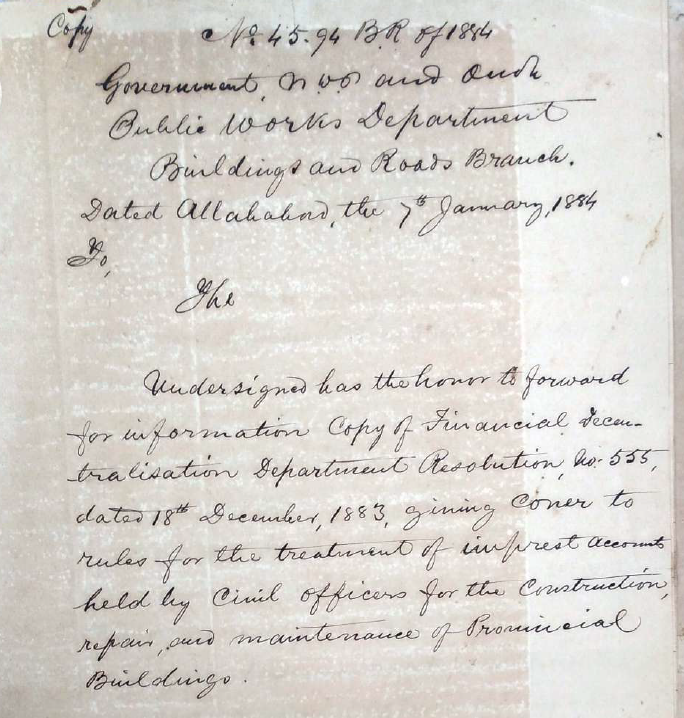 Copy
No. 45.94 BR of 1884
Government, N W P and Oudh
Public Works Department
Buildings and Roads Branch.
Dated Allahabad, the 7th January, 1884
To,
The
Undersigned has the honor to forward
for information Copy of Financial Decen-
tralisation Department Resolution, No. 555,
dated 18th December, 1883, giving Cover to
rules for the treatment of imprest accounts
held by Civil officers for the Construction,
repair, and maintenance of Provincial
Buildings.